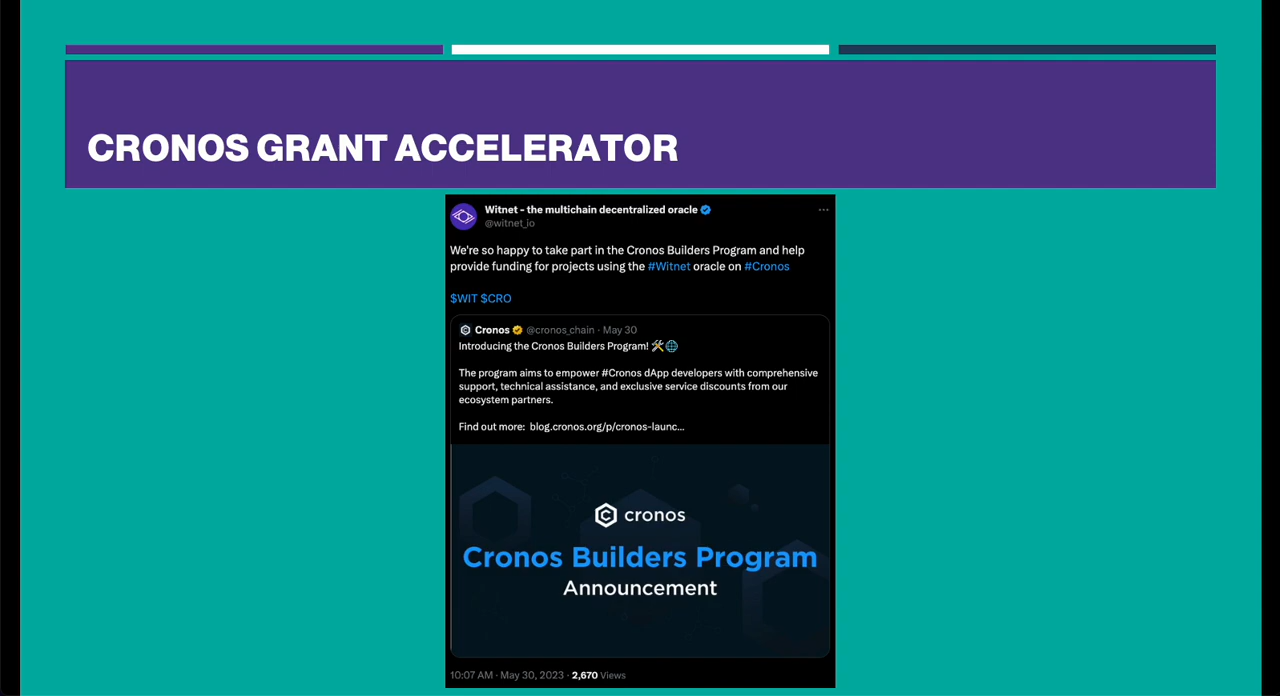 CRONOS GRANT ACCELERATOR
Witnet - the multichain decentralized oracle
@witnet_io
We're so happy to take part in the Cronos Builders Program and help
provide funding for projects using the #Witnet oracle on #Cronos
$WIT $CRO
Cronos @cronos_chain · May 30
Introducing the Cronos Builders Program! 🛠🌐
The program aims to empower #Cronos dApp developers with comprehensive
support, technical assistance, and exclusive service discounts from our
ecosystem partners.
Find out more: blog.cronos.org/p/cronos-launc...
cronos
Cronos Builders Program
Announcement
10:07 AM · May 30, 2023 · 2,670 Views